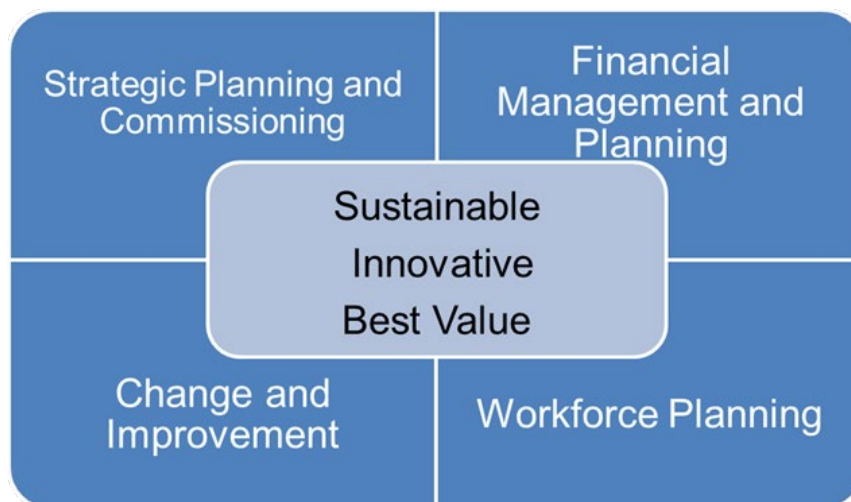 Strategic Planning and
Commissioning
Financial
Management and
Planning
Sustainable
Innovative
Best Value
Change and
Improvement
Workforce Planning